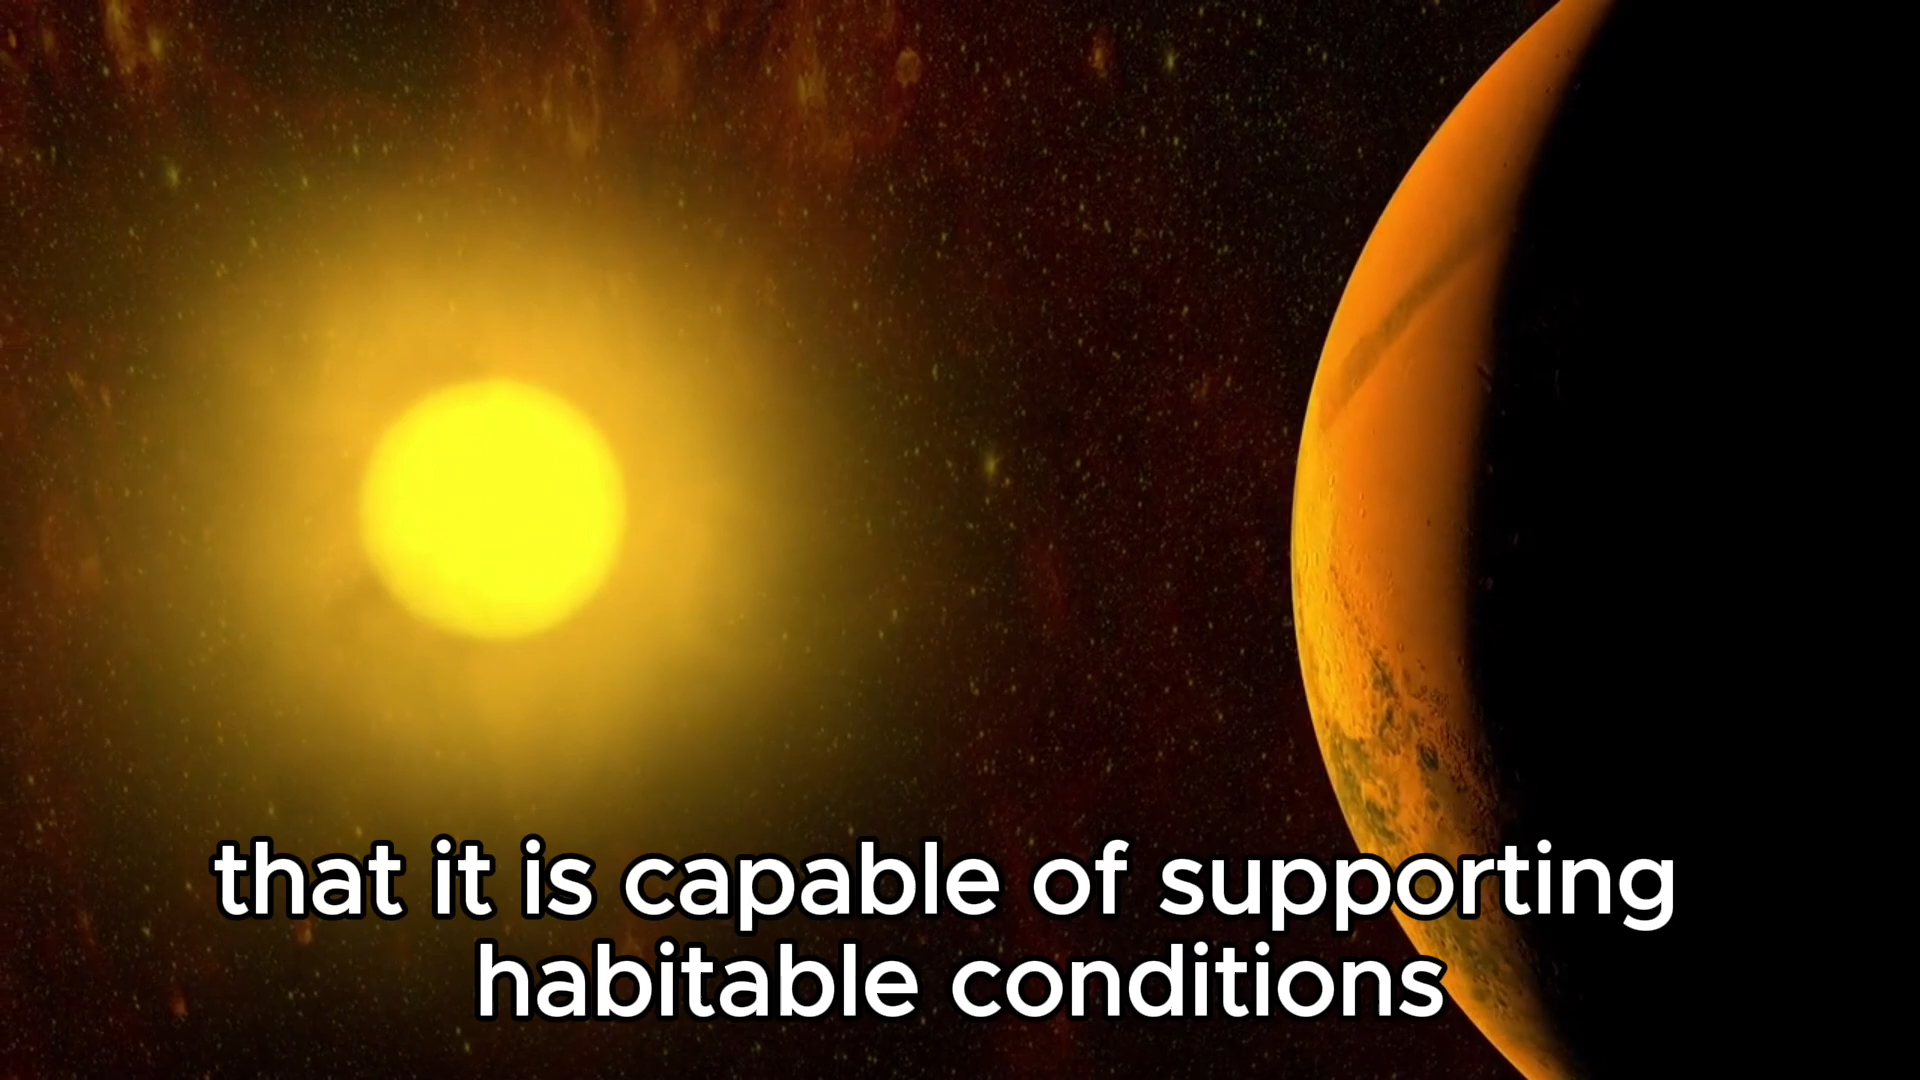 that it is capable of supporting
habitable conditions